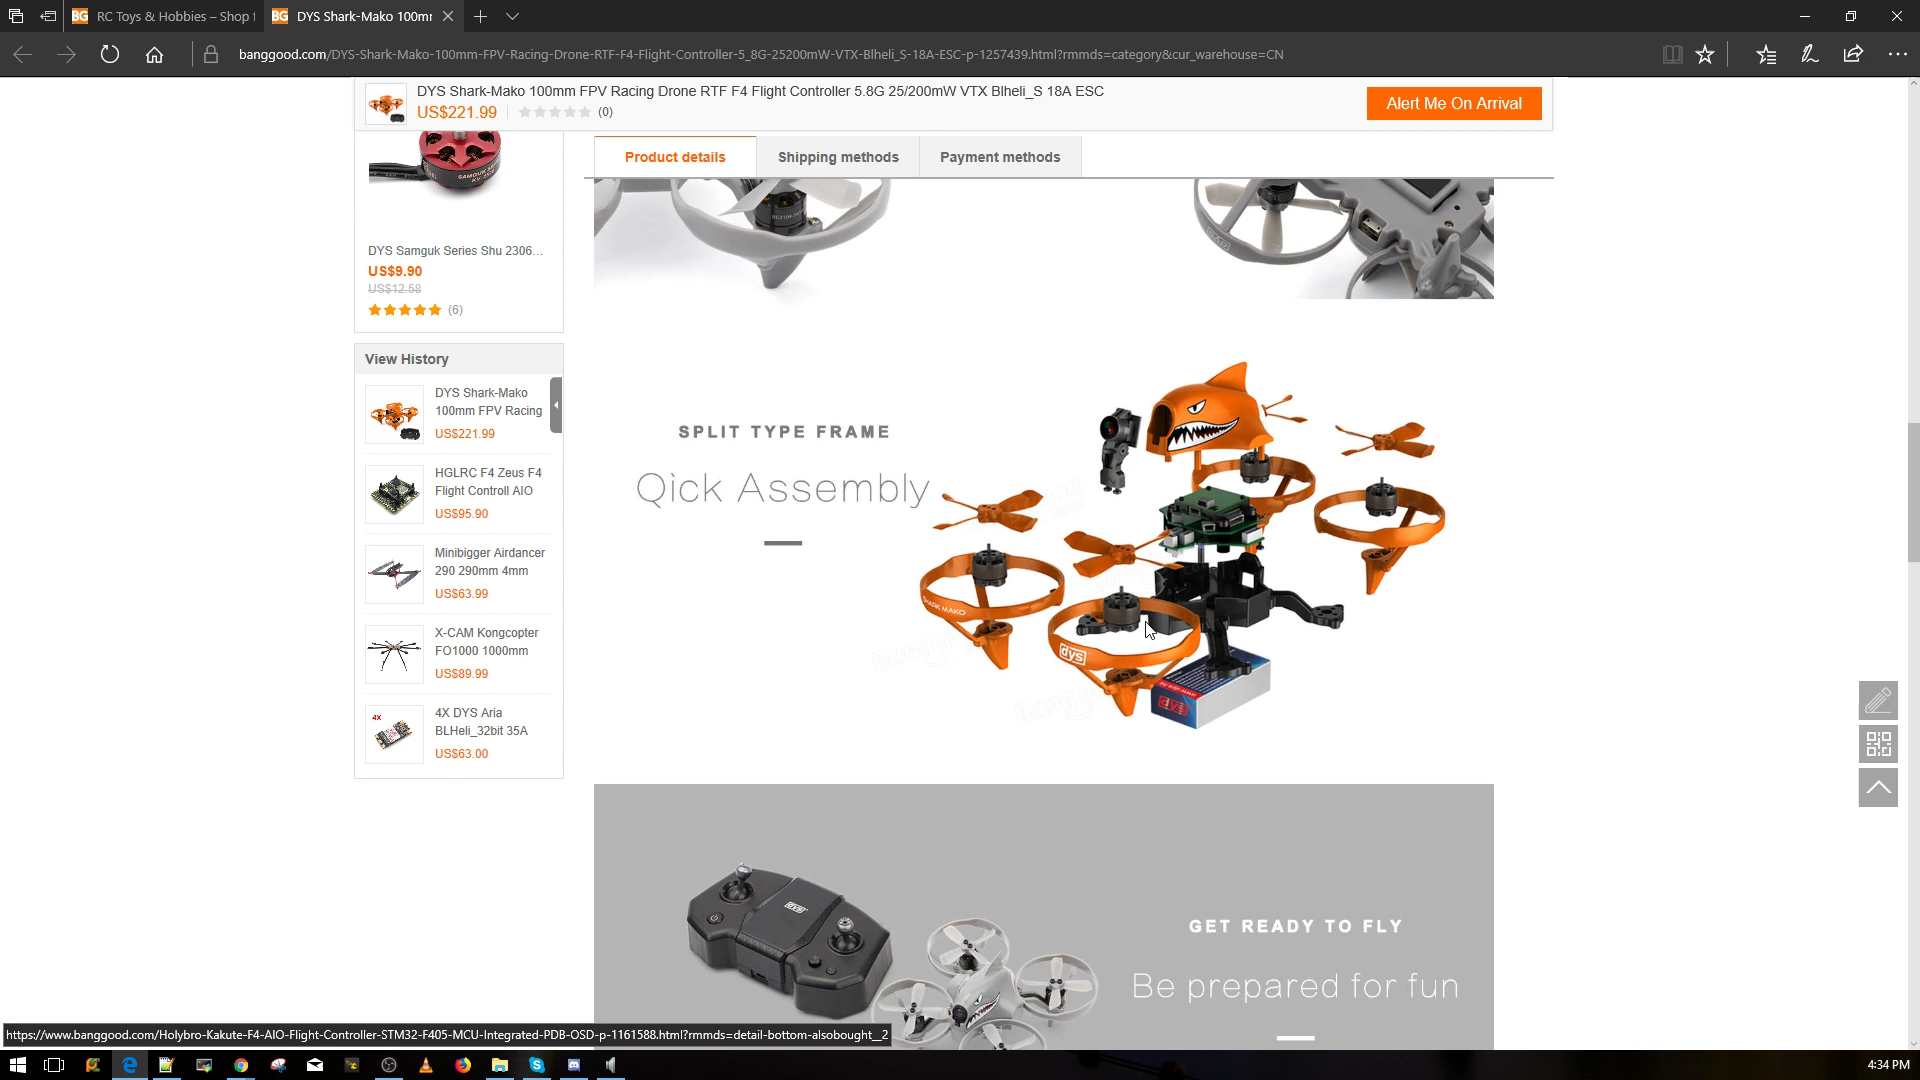 RC Toys & Hobbies – Shop f
DYS Shark-Mako 100mm
banggood.com/DYS-Shark-Mako-100mm-FPV-Racing-Drone-RTF-F4-Flight-Controller-5_8G-25200mW-VTX-Blheli_S-18A-ESC-p-1257439.html?rmmds=category&cur_warehouse=CN
DYS Shark-Mako 100mm FPV Racing Drone RTF F4 Flight Controller 5.8G 25/200mW VTX Blheli_S 18A ESC
US$221.99 (0)
Alert Me On Arrival
Product details
Shipping methods
Payment methods
DYS Samguk Series Shu 2306...
US$9.90
US$12.58
(6)
View History
DYS Shark-Mako
100mm FPV Racing
US$221.99
HGLRC F4 Zeus F4
Flight Controll AIO
US$95.90
Minibigger Airdancer
290 290mm 4mm
US$63.99
X-CAM Kongcopter
FO1000 1000mm
US$89.99
4X
4X DYS Aria
BLHeli_32bit 35A
US$63.00
SPLIT TYPE FRAME
Qick Assembly
SHARK MAKO
dys
dys
dys
GET READY TO FLY
Be prepared for fun
https://www.banggood.com/Holybro-Kakute-F4-AIO-Flight-Controller-STM32-F405-MCU-Integrated-PDB-OSD-p-1161588.html?rmmds=detail-bottom-alsobought__2
4:34 PM